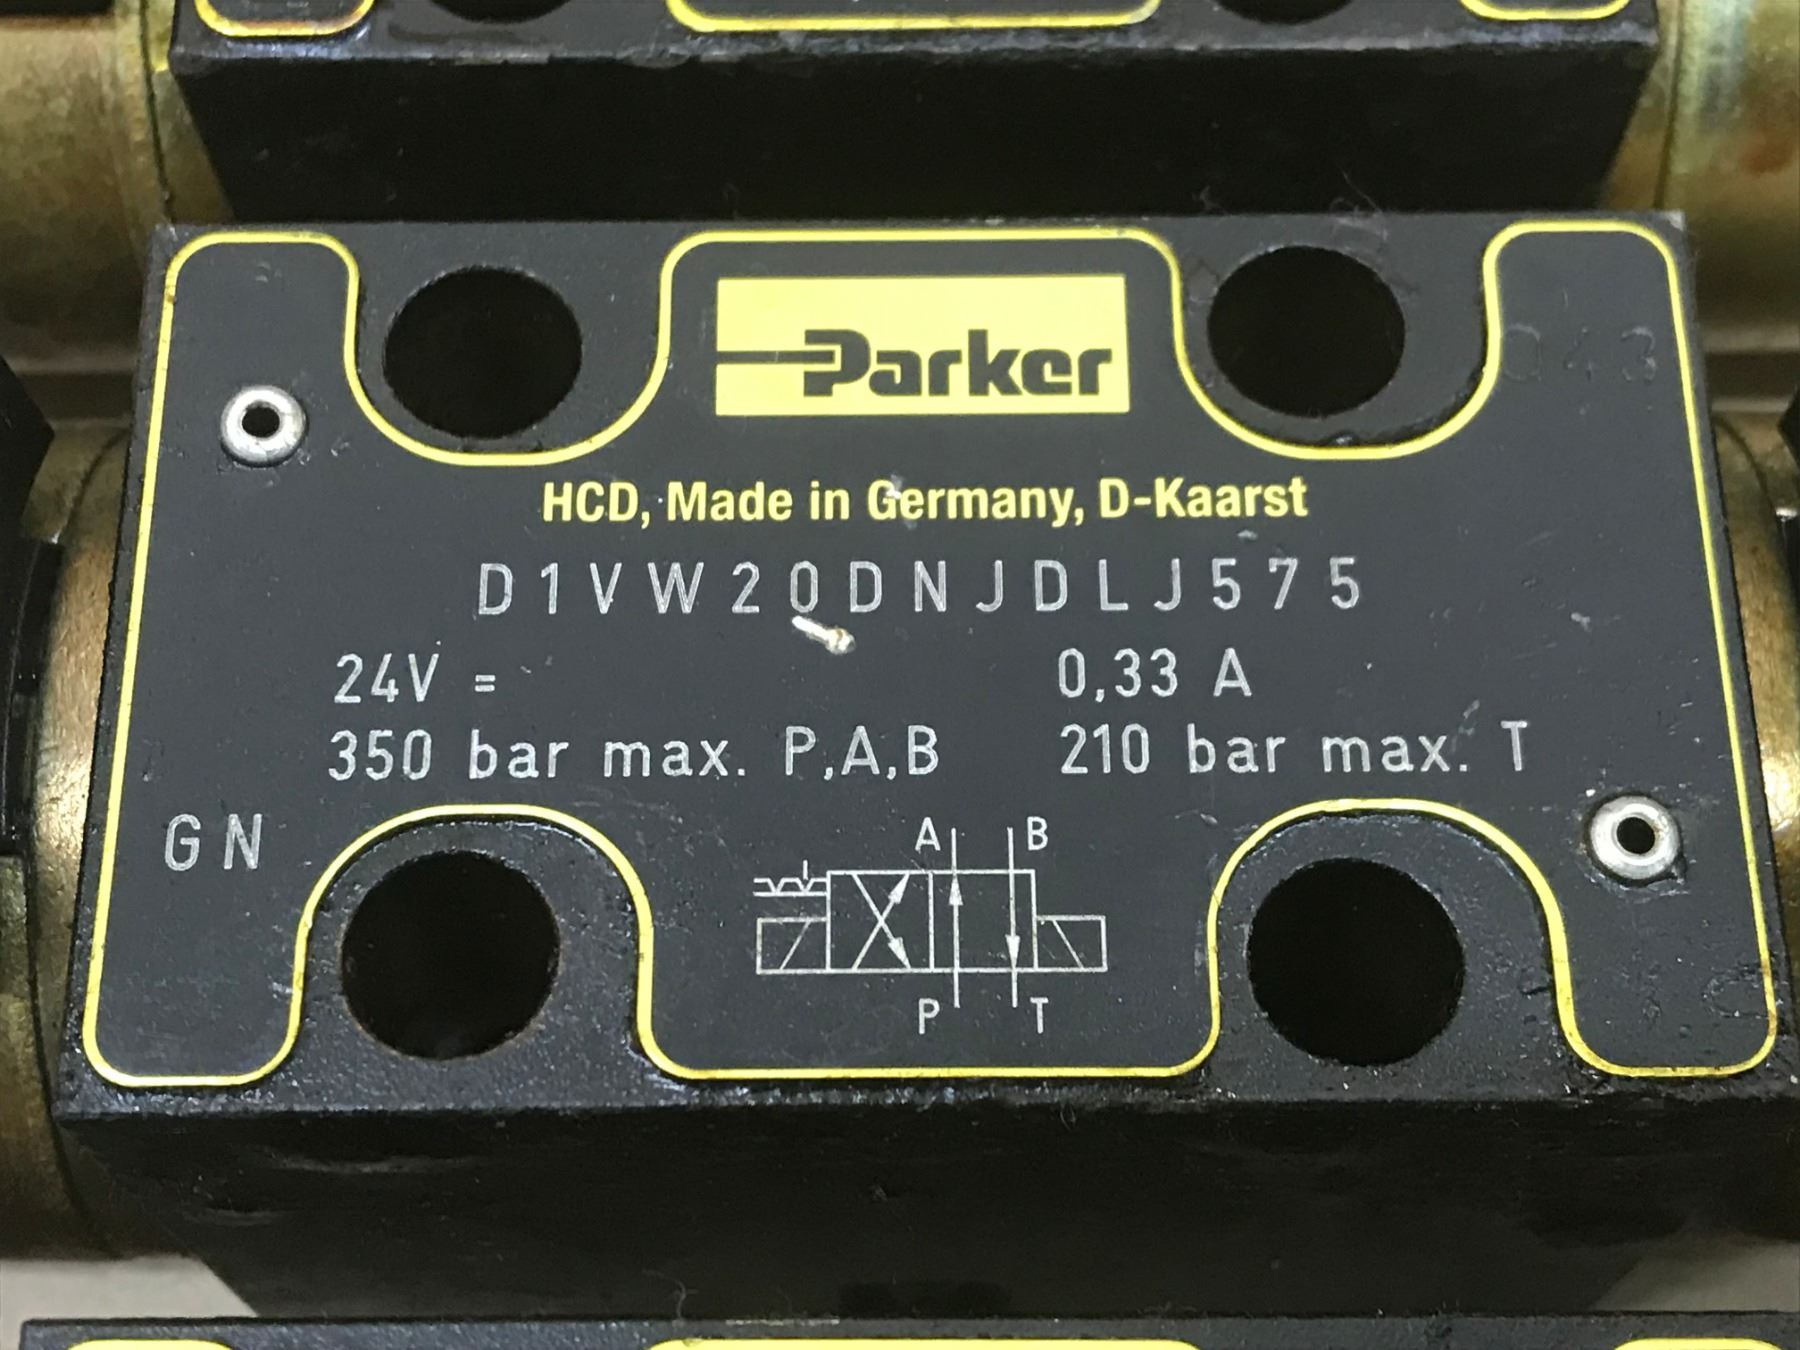 Parker
HCD, Made in Germany, D-Kaarst
D1VW20DNJDLJ575
24V = 0,33 A
350 bar max. P,A,B 210 bar max. T
GN
A B
P T